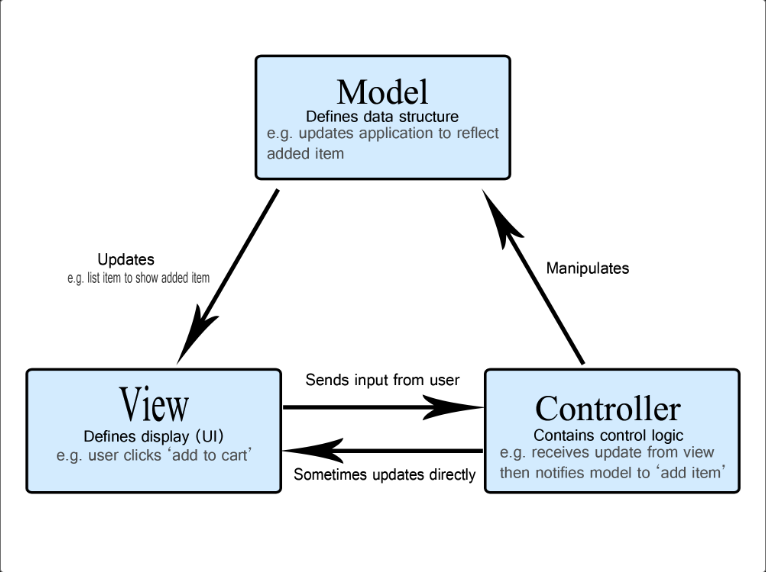 Model
Defines data structure
e.g. updates application to reflect
added item
Updates
e.g. list item to show added item
Manipulates
Sends input from user
View
Defines display (UI)
e.g. user clicks ‘add to cart’
Sometimes updates directly
Controller
Contains control logic
e.g. receives update from view
then notifies model to ‘add item’